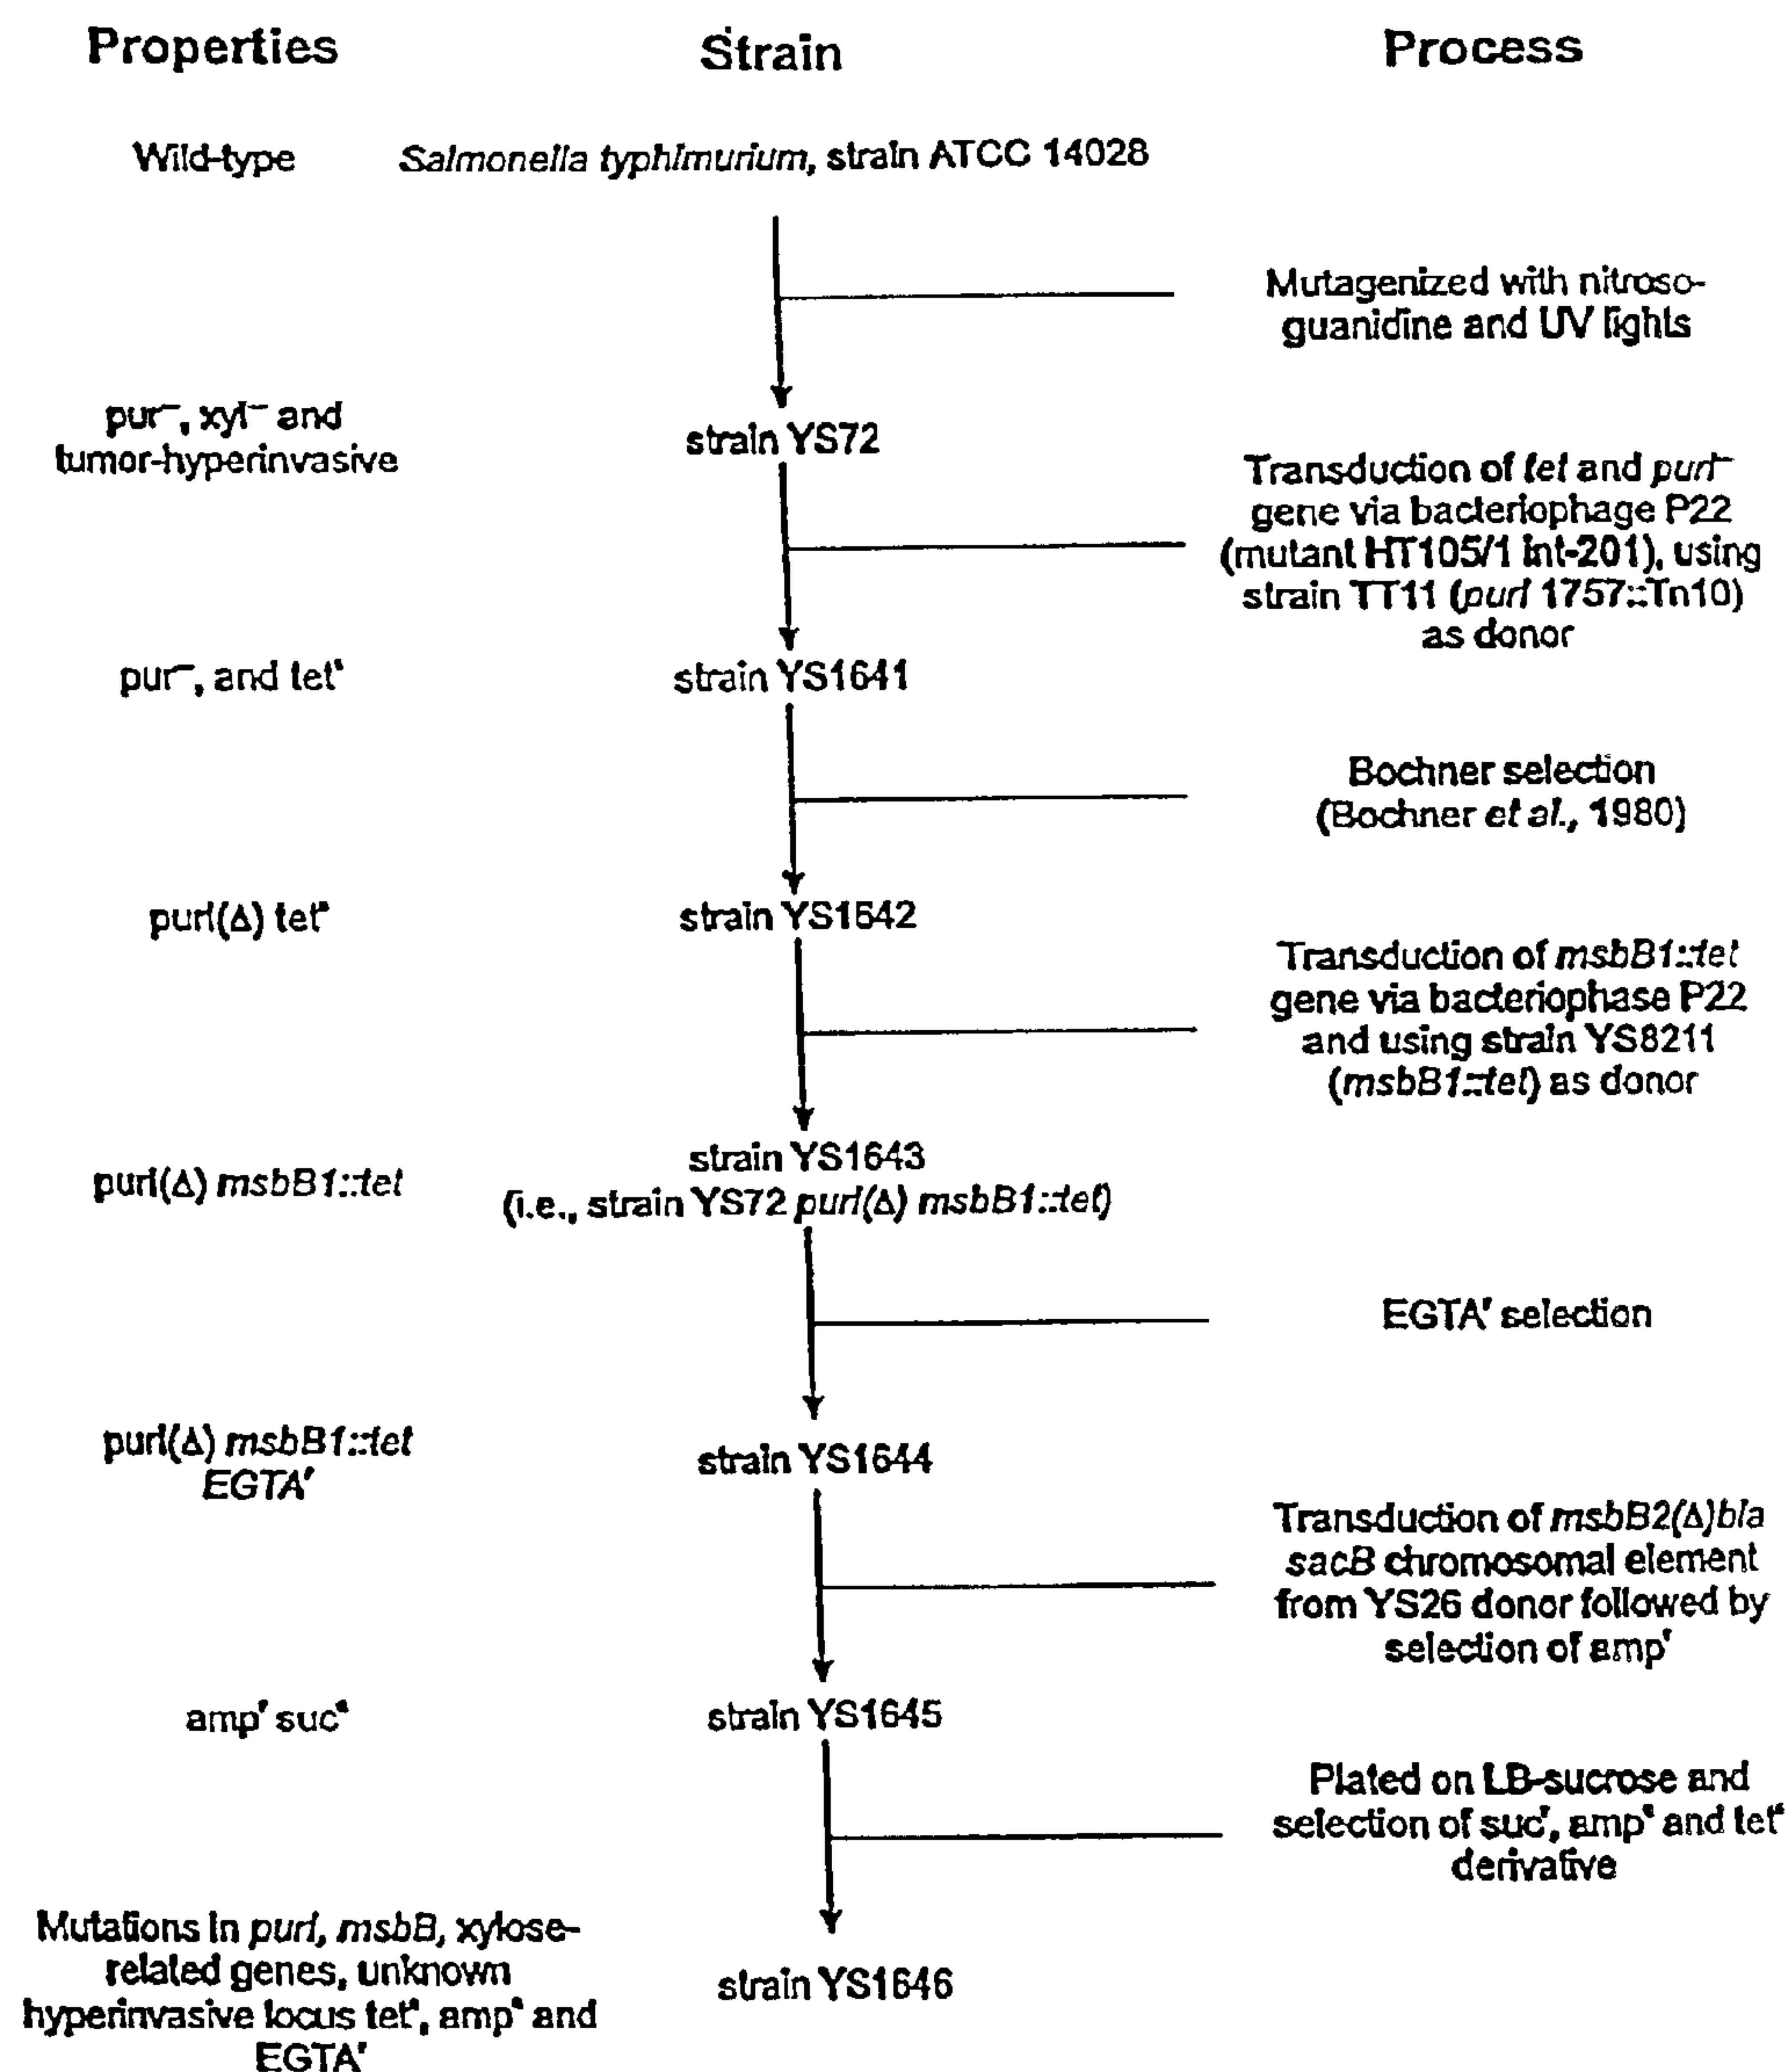 Properties
Strain
Process
Wild-type
Salmonella typhimurium, strain ATCC 14028
Mutagenized with nitroso-
guanidine and UV lights
pur⁻, xyl⁻ and
tumor-hyperinvasive
strain YS72
Transduction of tet and purI⁻
gene via bacteriophage P22
(mutant HT105/1 int-201), using
strain TT11 (purI 1757::Tn10)
as donor
pur⁻, and tetˢ
strain YS1641
Bochner selection
(Bochner et al., 1980)
purI(Δ) tetˢ
strain YS1642
Transduction of msbB1::tet
gene via bacteriophase P22
and using strain YS8211
(msbB1::tet) as donor
purI(Δ) msbB1::tet
strain YS1643
(i.e., strain YS72 purI(Δ) msbB1::tet)
EGTAʳ selection
purI(Δ) msbB1::tet
EGTAʳ
strain YS1644
Transduction of msbB2(Δ)bla
sacB chromosomal element
from YS26 donor followed by
selection of ampʳ
ampʳ sucˢ
strain YS1645
Plated on LB-sucrose and
selection of sucʳ, ampˢ and tetˢ
derivative
Mutations in purI, msbB, xylose-
related genes, unknown
hyperinvasive locus tetˢ, ampˢ and
EGTAʳ
strain YS1646